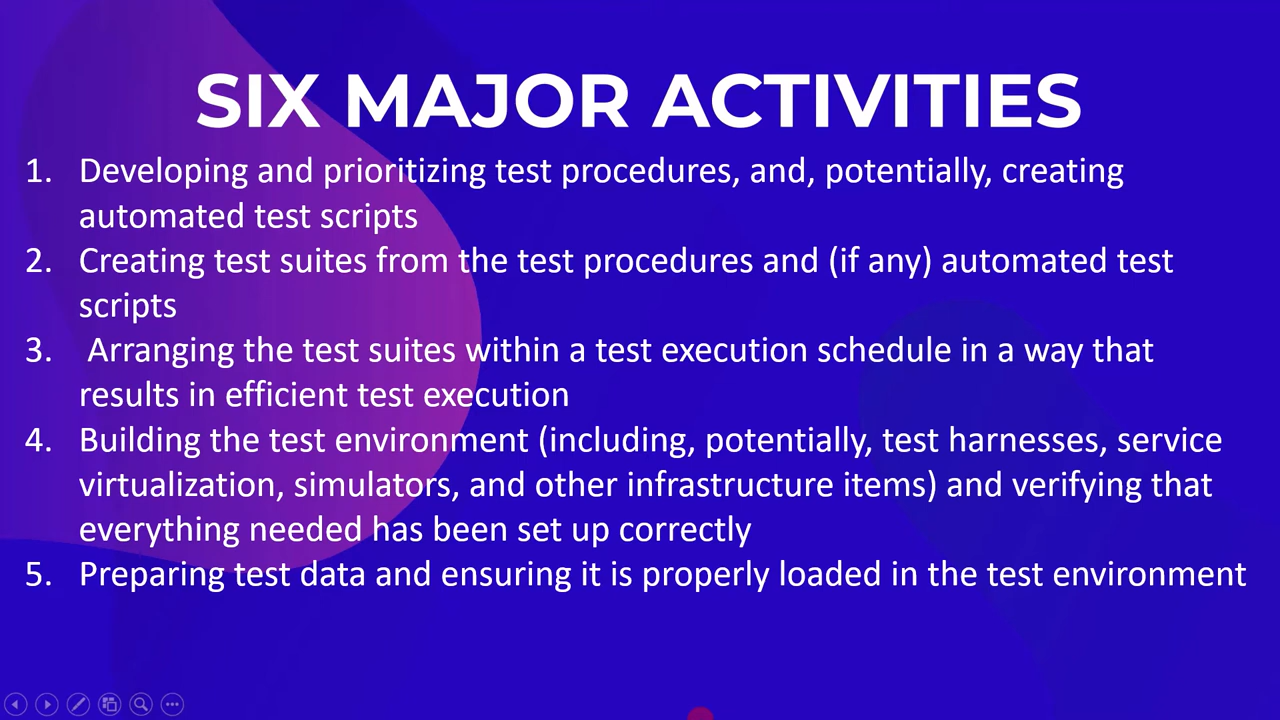 SIX MAJOR ACTIVITIES
1. Developing and prioritizing test procedures, and, potentially, creating
automated test scripts
2. Creating test suites from the test procedures and (if any) automated test
scripts
3. Arranging the test suites within a test execution schedule in a way that
results in efficient test execution
4. Building the test environment (including, potentially, test harnesses, service
virtualization, simulators, and other infrastructure items) and verifying that
everything needed has been set up correctly
5. Preparing test data and ensuring it is properly loaded in the test environment